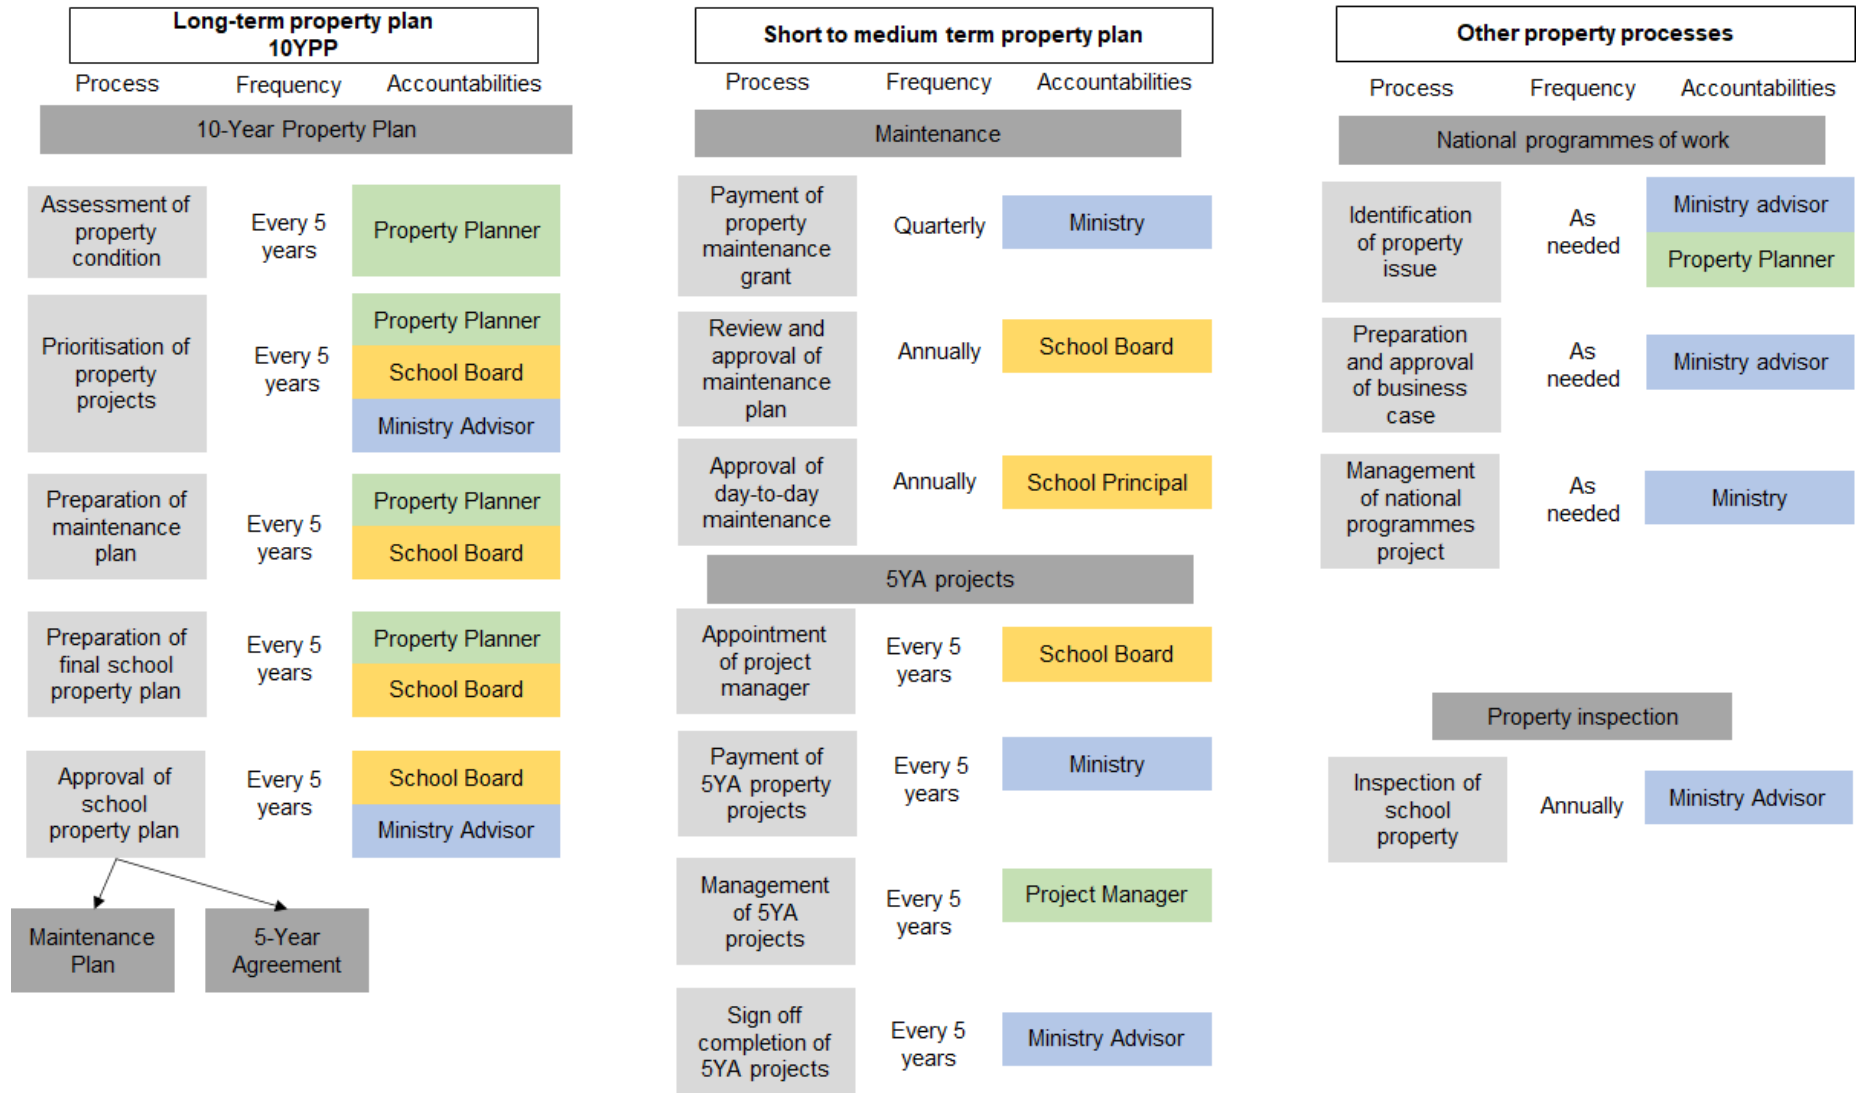 Long-term property plan
10YPP
Process Frequency Accountabilities
10-Year Property Plan
Assessment of
property
condition
Every 5
years
Property Planner
Prioritisation of
property
projects
Every 5
years
Property Planner
School Board
Ministry Advisor
Preparation of
maintenance
plan
Every 5
years
Property Planner
School Board
Preparation of
final school
property plan
Every 5
years
Property Planner
School Board
Approval of
school
property plan
Every 5
years
School Board
Ministry Advisor
Maintenance
Plan
5-Year
Agreement
Short to medium term property plan
Process Frequency Accountabilities
Maintenance
Payment of
property
maintenance
grant
Quarterly
Ministry
Review and
approval of
maintenance
plan
Annually
School Board
Approval of
day-to-day
maintenance
Annually
School Principal
5YA projects
Appointment
of project
manager
Every 5
years
School Board
Payment of
5YA property
projects
Every 5
years
Ministry
Management
of 5YA
projects
Every 5
years
Project Manager
Sign off
completion of
5YA projects
Every 5
years
Ministry Advisor
Other property processes
Process Frequency Accountabilities
National programmes of work
Identification
of property
issue
As
needed
Ministry advisor
Property Planner
Preparation
and approval
of business
case
As
needed
Ministry advisor
Management
of national
programmes
project
As
needed
Ministry
Property inspection
Inspection of
school
property
Annually
Ministry Advisor